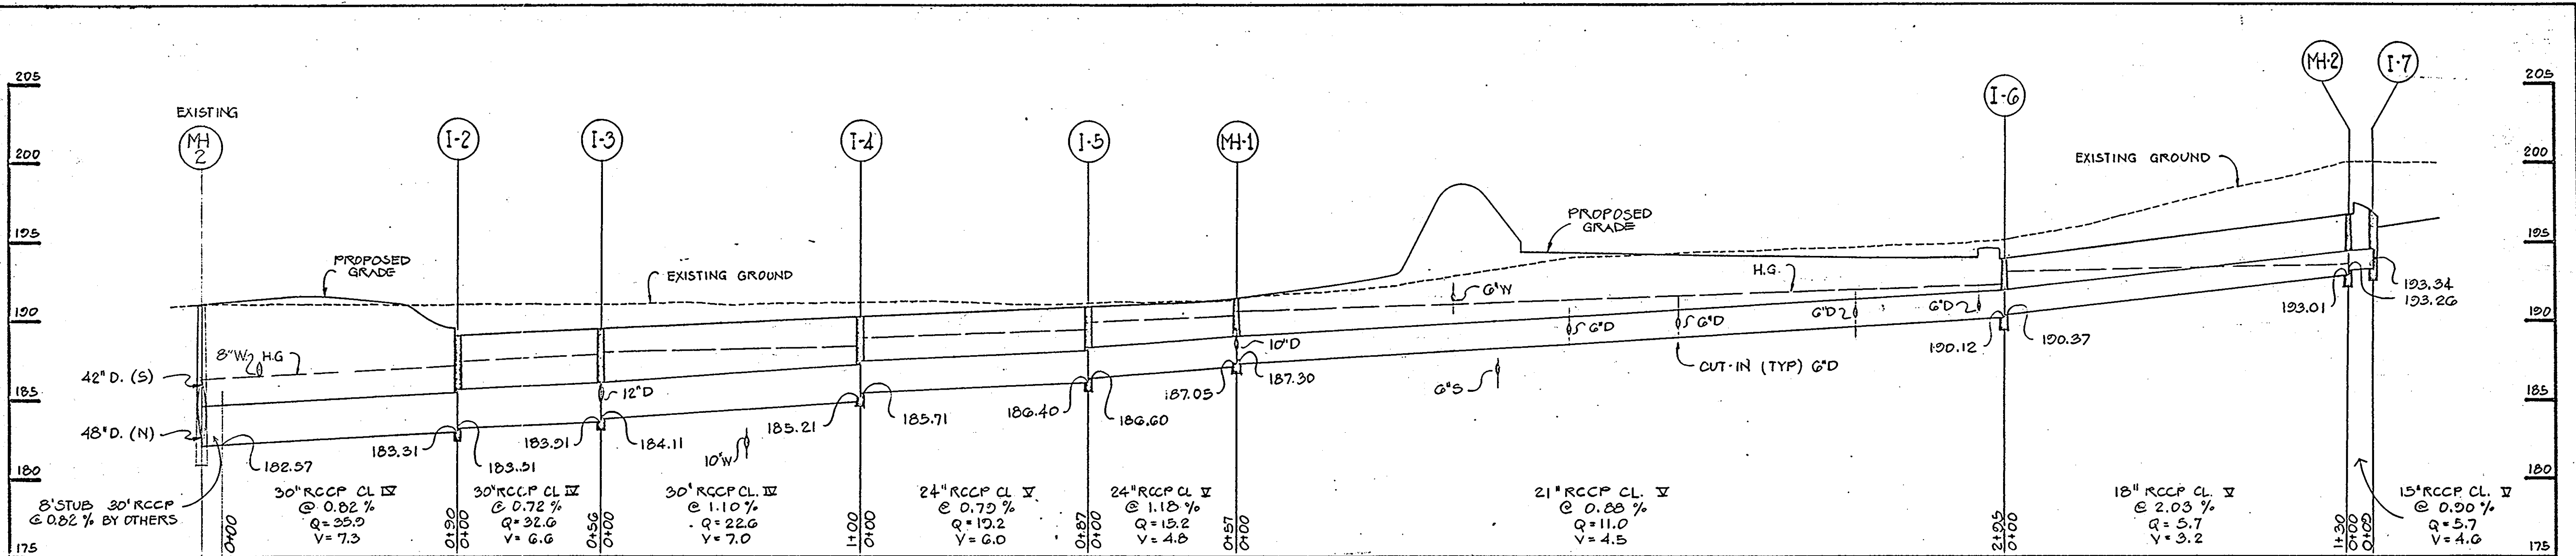 205
200
195
190
185
180
175
EXISTING
MH
2
I-2
I-3
I-4
I-5
MH-1
I-6
MH-2
I-7
205
200
195
190
185
180
175
PROPOSED
GRADE
EXISTING GROUND
PROPOSED
GRADE
EXISTING GROUND
8"W.
H.G
42" D. (S)
48" D. (N)
12"D
10"W
10"D
6"W
6"S
6"D
6"D
6"D
6"D
H.G.
CUT-IN (TYP) 6"D
182.57
183.31
183.51
183.91
184.11
185.21
185.71
186.40
186.60
187.05
187.30
190.12
190.37
193.01
193.34
193.26
8' STUB 30" RCCP
@ 0.82 % BY OTHERS
30" RCCP CL IV
@ 0.82 %
Q = 35.9
V = 7.3
30" RCCP CL IV
@ 0.72 %
Q = 32.6
V = 6.6
30" RCCP CL. IV
@ 1.10 %
Q = 22.6
V = 7.0
24" RCCP CL V
@ 0.79 %
Q = 19.2
V = 6.0
24" RCCP CL V
@ 1.18 %
Q = 15.2
V = 4.8
21" RCCP CL. V
@ 0.88 %
Q = 11.0
V = 4.5
18" RCCP CL. V
@ 2.03 %
Q = 5.7
V = 3.2
15" RCCP CL. V
@ 0.90 %
Q = 5.7
V = 4.6
0+00
0+90
0+00
0+56
0+00
1+00
0+00
0+87
0+00
0+57
0+00
2+95
0+00
1+30
0+00
0+09